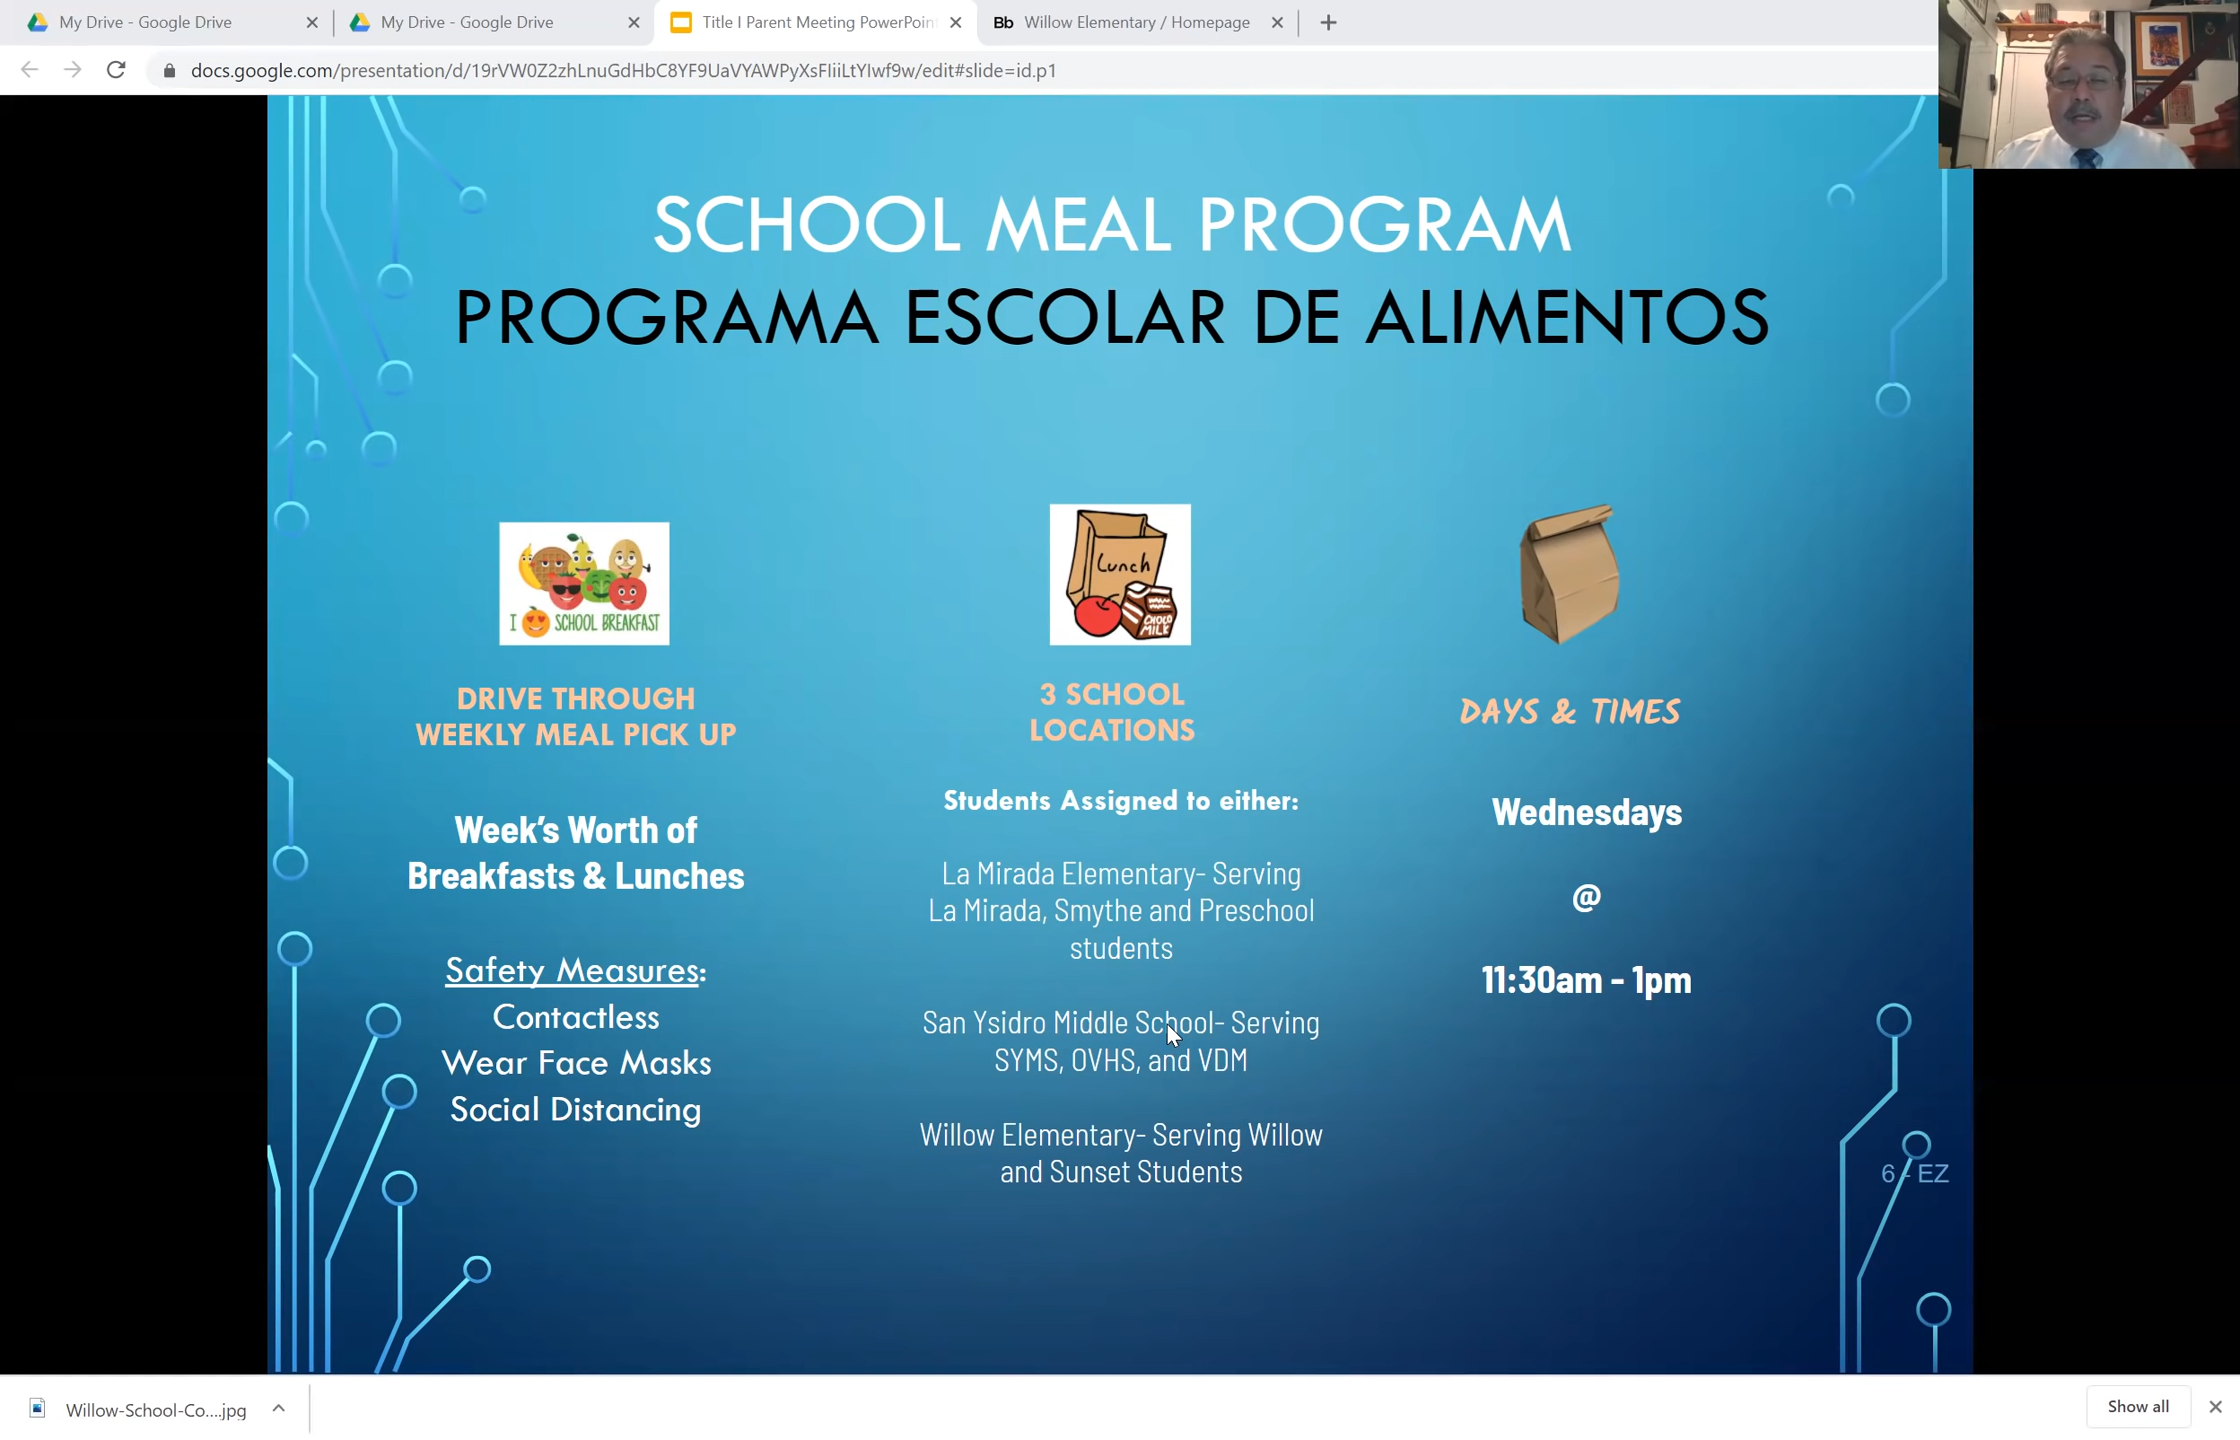 My Drive - Google Drive
My Drive - Google Drive
Title I Parent Meeting PowerPoin
Bb Willow Elementary / Homepage
docs.google.com/presentation/d/19rVW0Z2zhLnuGdHbC8YF9UaVYAWPyXsFIiiLtYIwf9w/edit#slide=id.p1
SCHOOL MEAL PROGRAM
PROGRAMA ESCOLAR DE ALIMENTOS
I SCHOOL BREAKFAST
DRIVE THROUGH
WEEKLY MEAL PICK UP
Week's Worth of
Breakfasts & Lunches
Safety Measures:
Contactless
Wear Face Masks
Social Distancing
Lunch
CHOCO
MILK
3 SCHOOL
LOCATIONS
Students Assigned to either:
La Mirada Elementary- Serving
La Mirada, Smythe and Preschool
students
San Ysidro Middle School- Serving
SYMS, OVHS, and VDM
Willow Elementary- Serving Willow
and Sunset Students
DAYS & TIMES
Wednesdays
@
11:30am - 1pm
6 - EZ
Willow-School-Co....jpg
Show all